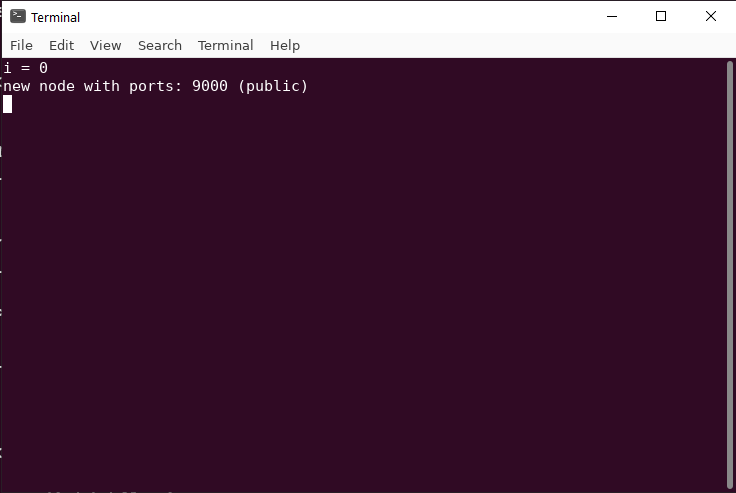 Terminal
File Edit View Search Terminal Help
i = 0
new node with ports: 9000 (public)